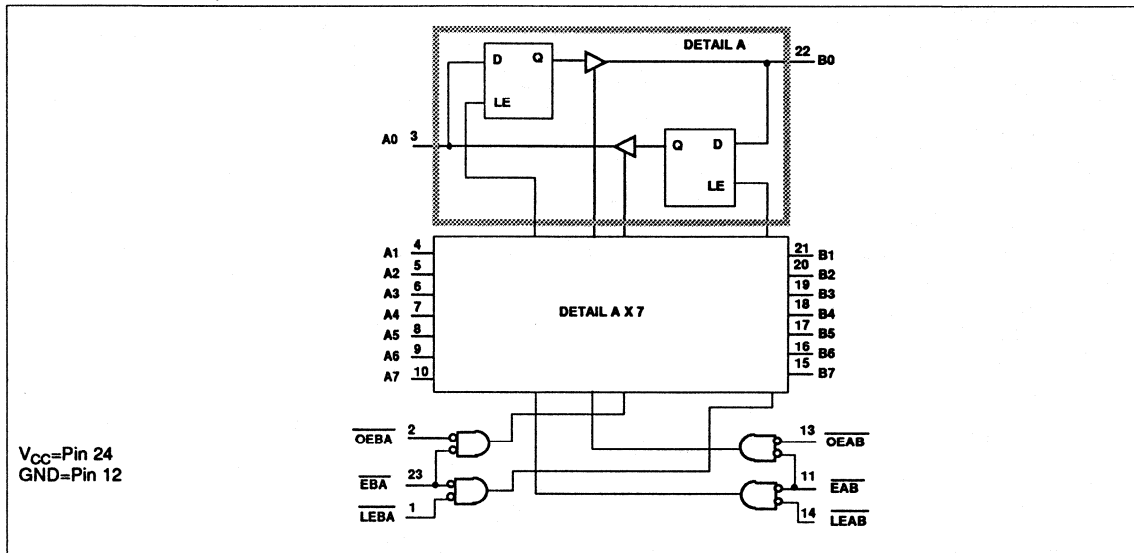 DETAIL A
D Q
LE
22 B0
A0 3
Q D
LE
A1 4
A2 5
A3 6
A4 7
A5 8
A6 9
A7 10
DETAIL A X 7
21 B1
20 B2
19 B3
18 B4
17 B5
16 B6
15 B7
OEBA 2
EBA 23
LEBA 1
13 OEAB
11 EAB
14 LEAB
VCC=Pin 24
GND=Pin 12